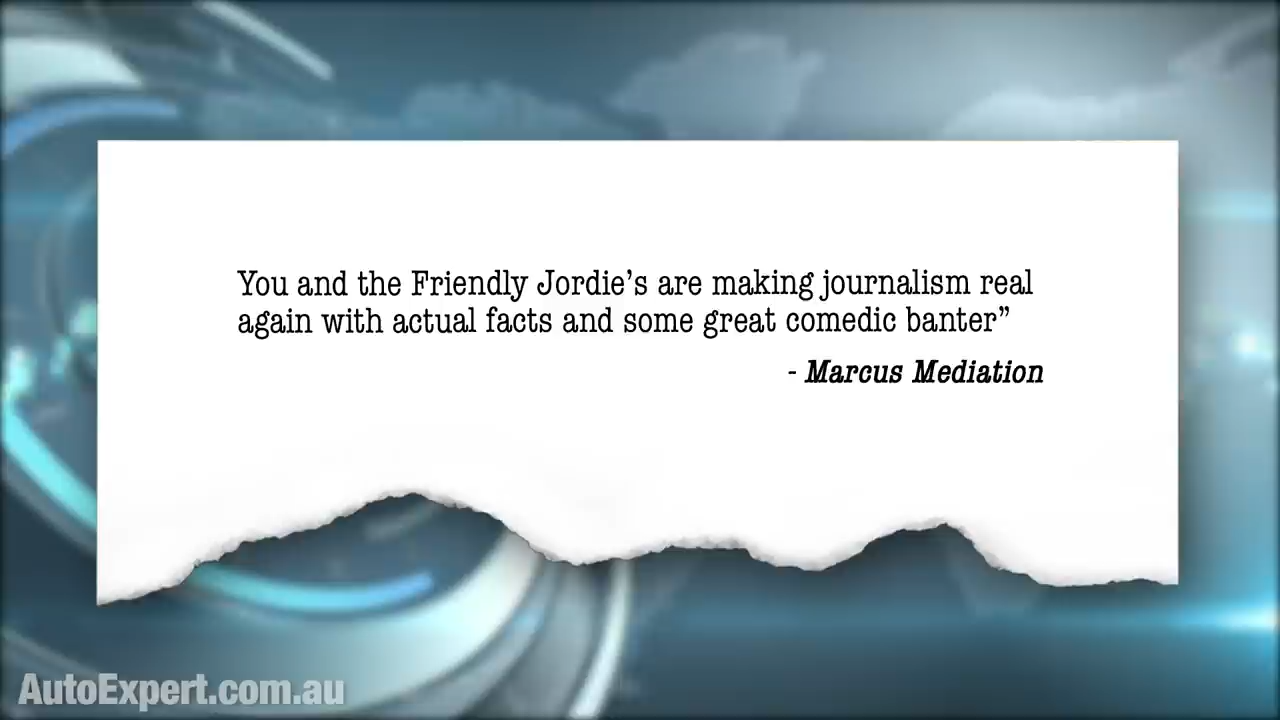 You and the Friendly Jordie’s are making journalism real
again with actual facts and some great comedic banter”
- Marcus Mediation
AutoExpert.com.au